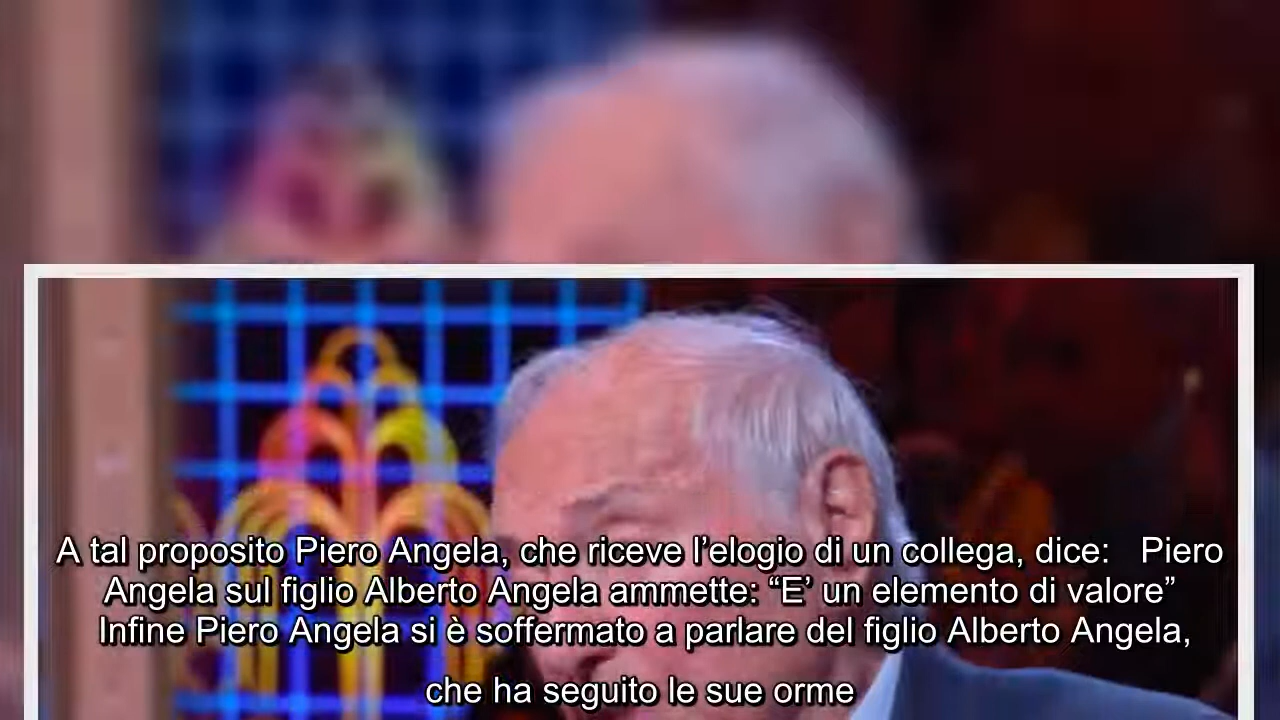 A tal proposito Piero Angela, che riceve l’elogio di un collega, dice:   Piero
Angela sul figlio Alberto Angela ammette: “E’ un elemento di valore”
Infine Piero Angela si è soffermato a parlare del figlio Alberto Angela,
che ha seguito le sue orme